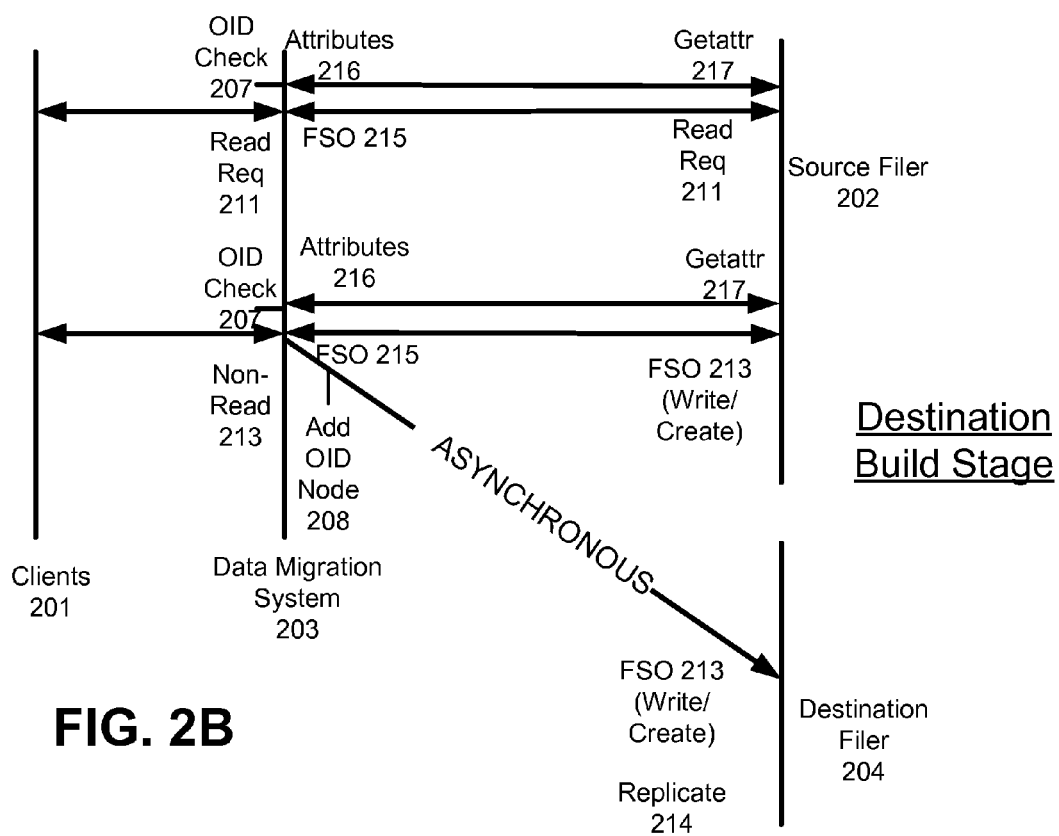 OID
Check
207
Attributes
216
Getattr
217
Read
Req
211
FSO 215
Read
Req
211
Source Filer
202
OID
Check
207
Attributes
216
Getattr
217
Non-
Read
213
FSO 215
Add
OID
Node
208
FSO 213
(Write/
Create)
Destination
Build Stage
ASYNCHRONOUS
Clients
201
Data Migration
System
203
FSO 213
(Write/
Create)
Replicate
214
Destination
Filer
204
FIG. 2B